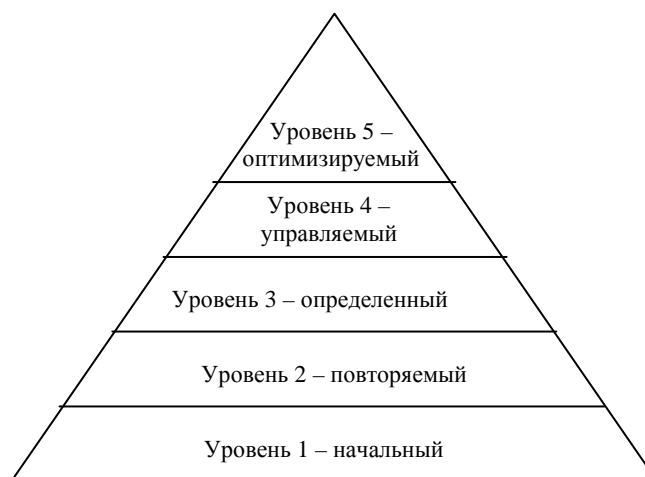 Уровень 5 –
оптимизируемый
Уровень 4 –
управляемый
Уровень 3 – определенный
Уровень 2 – повторяемый
Уровень 1 – начальный